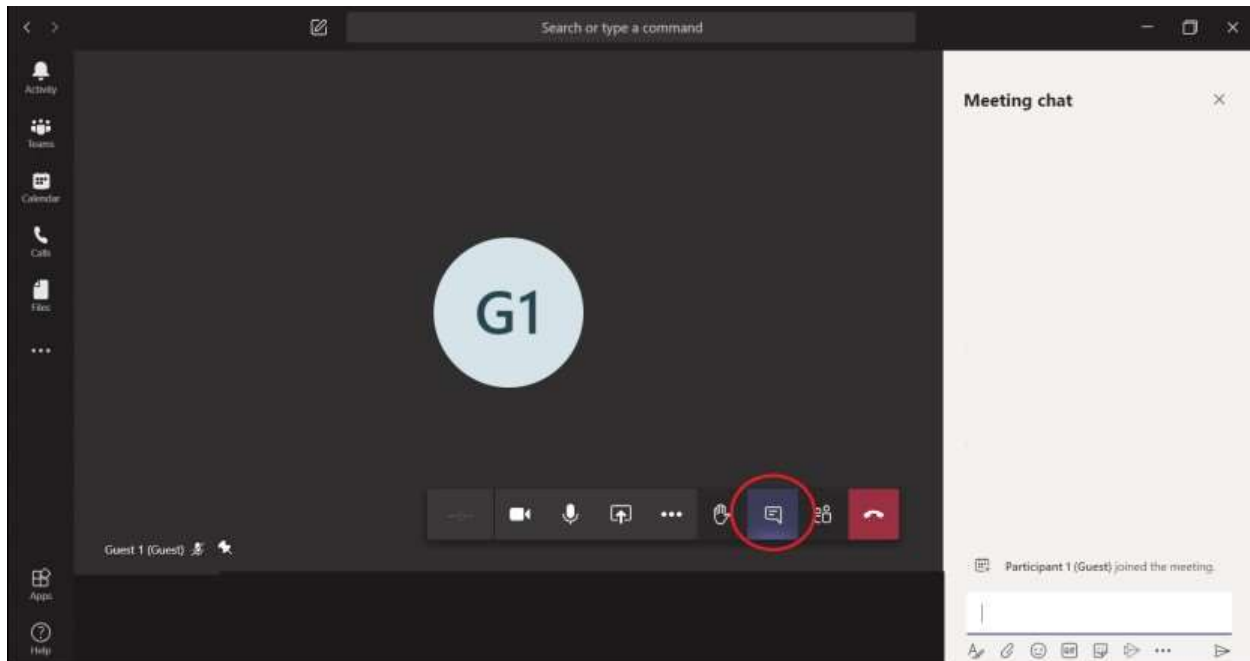 Search or type a command
Activity
Teams
Calendar
Calls
Files
Apps
Help
G1
Guest 1 (Guest)
Meeting chat
Participant 1 (Guest) joined the meeting.
GIF